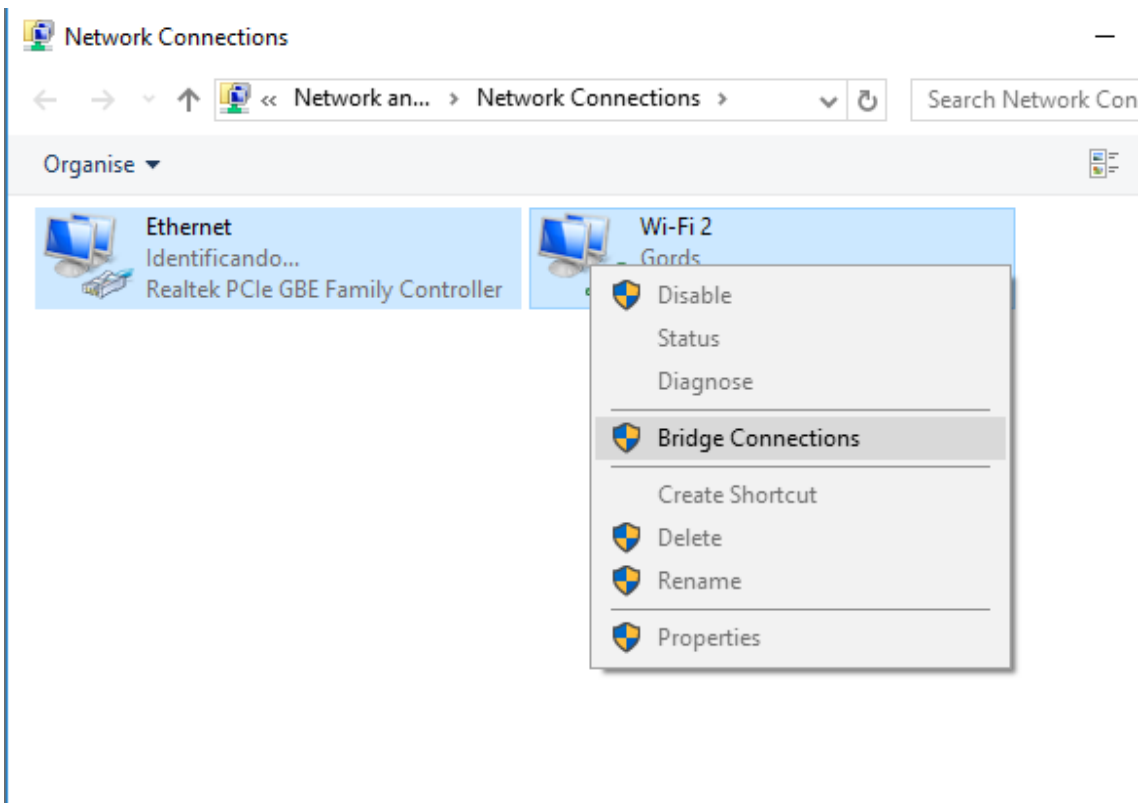 Network Connections
« Network an... > Network Connections >
Search Network Con
Organise
Ethernet
Identificando...
Realtek PCIe GBE Family Controller
Wi-Fi 2
Gords
Disable
Status
Diagnose
Bridge Connections
Create Shortcut
Delete
Rename
Properties